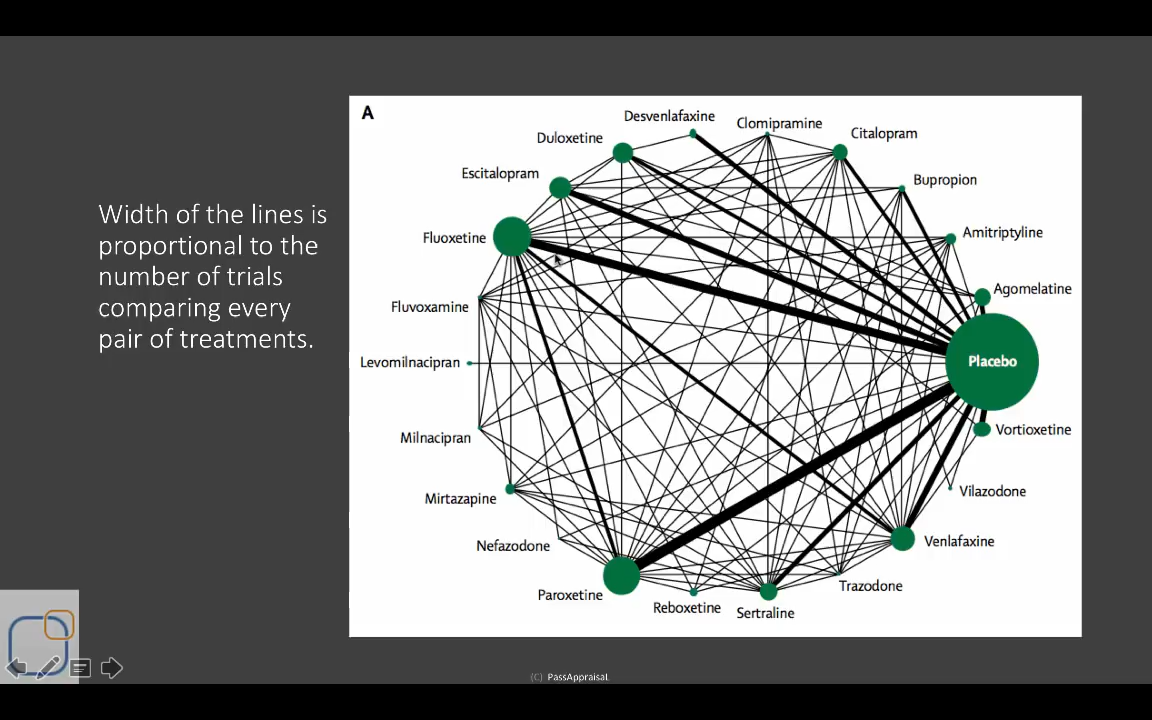 Width of the lines is
proportional to the
number of trials
comparing every
pair of treatments.
A
Desvenlafaxine
Clomipramine
Duloxetine
Citalopram
Escitalopram
Bupropion
Fluoxetine
Amitriptyline
Agomelatine
Fluvoxamine
Levomilnacipran
Placebo
Milnacipran
Vortioxetine
Mirtazapine
Vilazodone
Nefazodone
Venlafaxine
Paroxetine
Trazodone
Reboxetine
Sertraline
(C) PassAppraisal